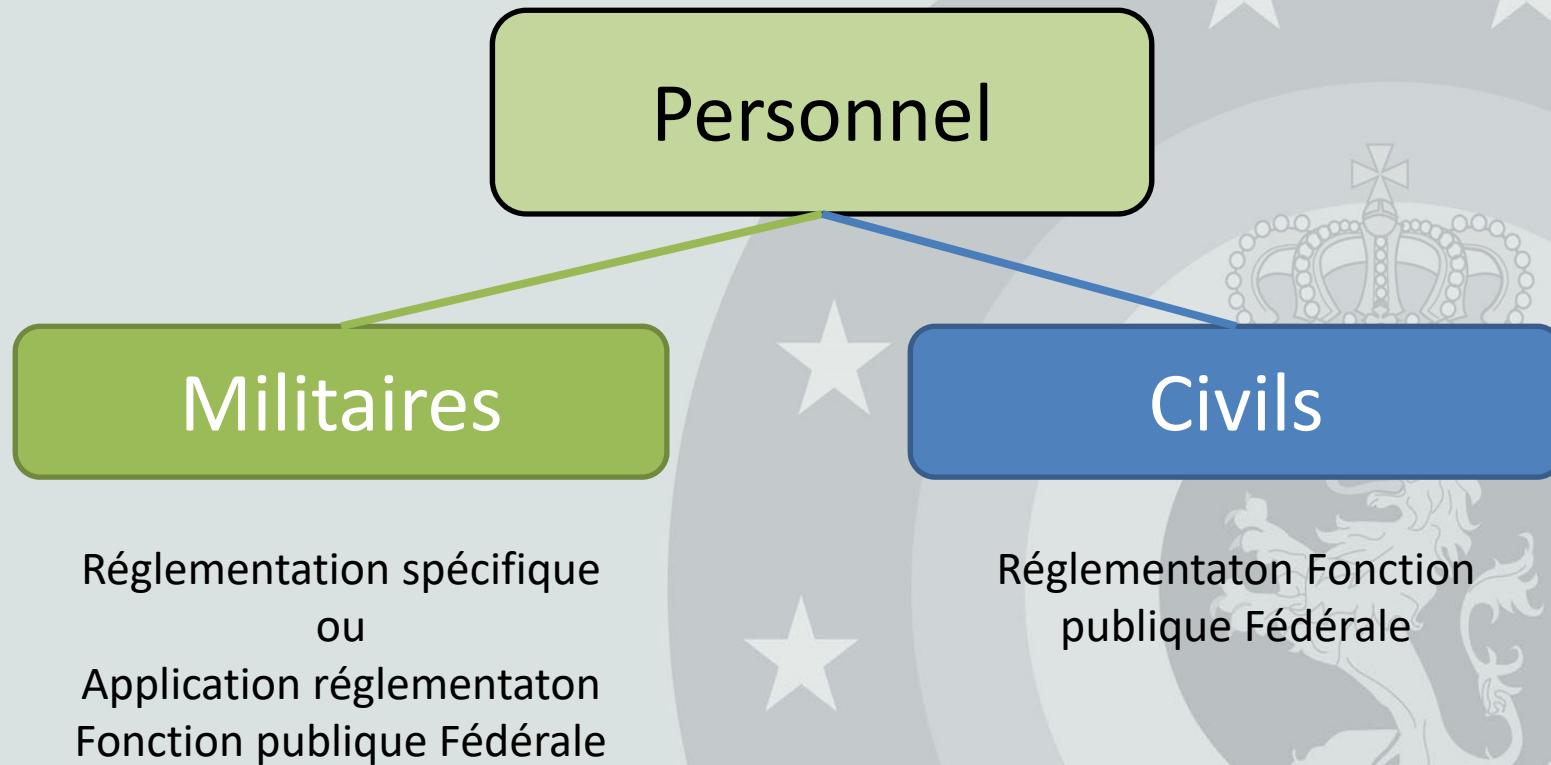 Personnel
Militaires
Civils
Réglementation spécifique
ou
Application réglementaton
Fonction publique Fédérale
Réglementaton Fonction
publique Fédérale